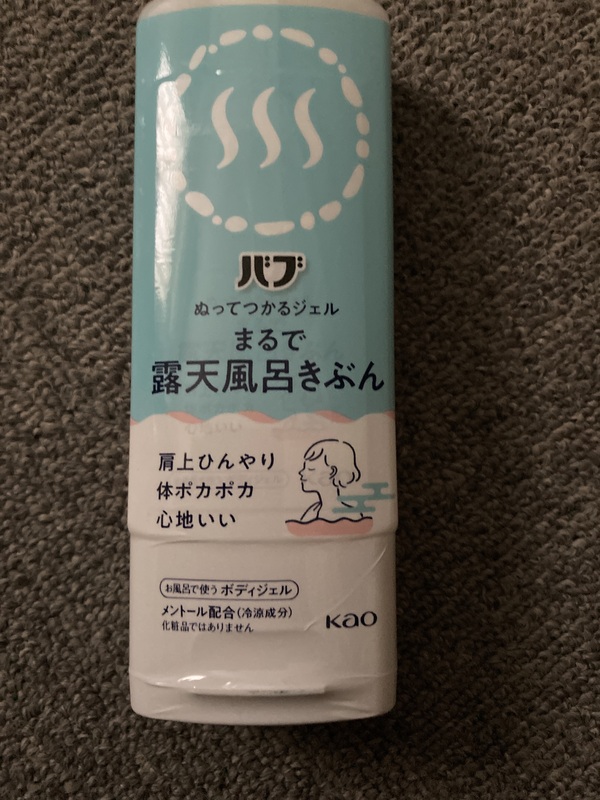 バブ
ぬってつかるジェル
まるで
露天風呂きぶん
肩上ひんやり
体ポカポカ
心地いい
お風呂で使う ボディジェル
メントール配合(冷涼成分)
化粧品ではありません
Kao